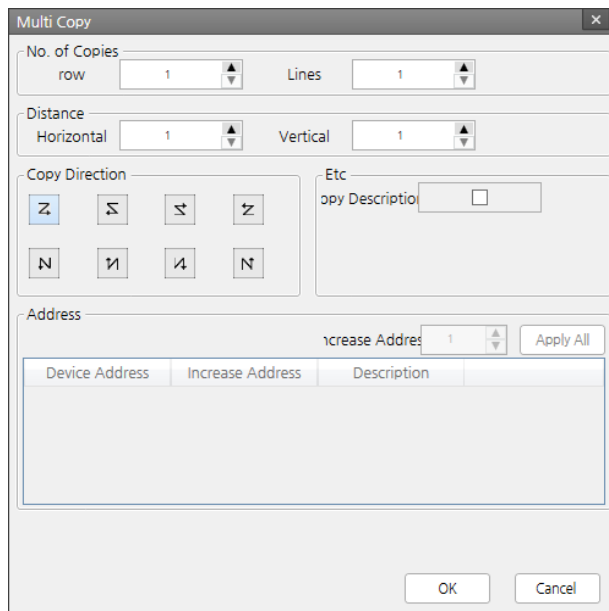 Multi Copy
No. of Copies
row 1 Lines 1
Distance
Horizontal 1 Vertical 1
Copy Direction
Etc
opy Description
Address
ncrease Addres 1 Apply All
Device Address Increase Address Description
OK Cancel